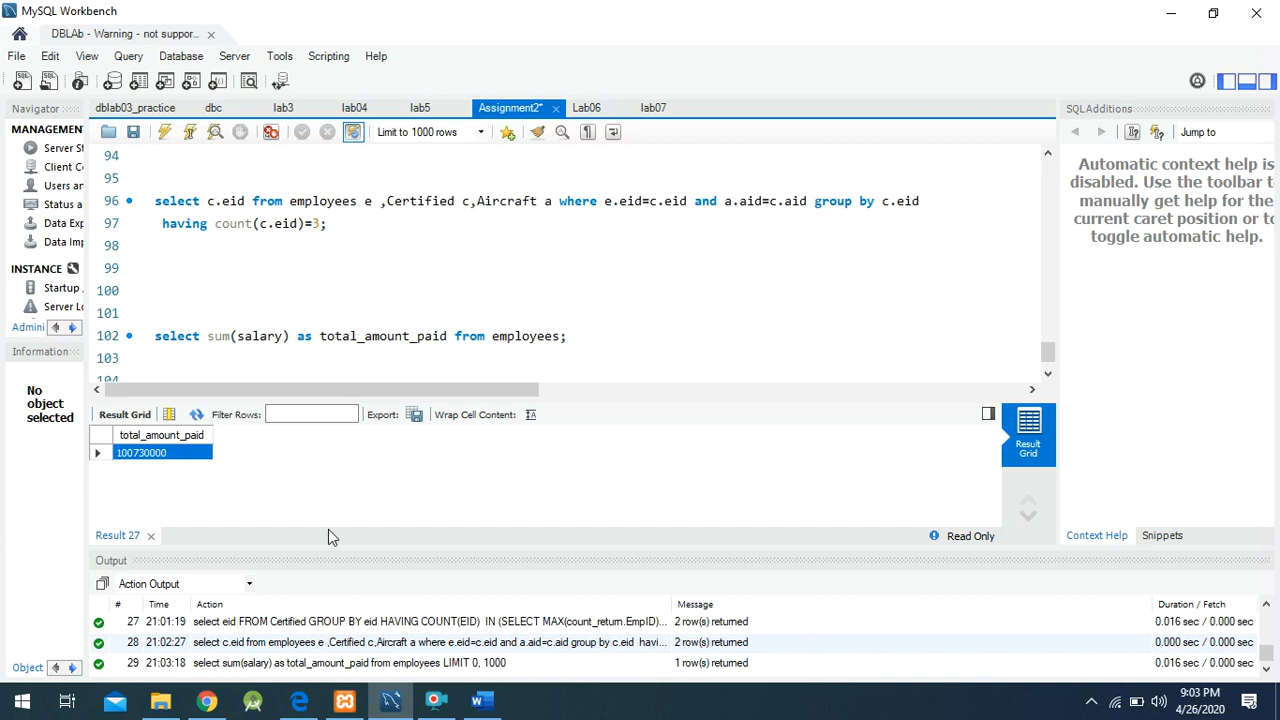 MySQL Workbench
DBLAb - Warning - not suppor...
File Edit View Query Database Server Tools Scripting Help
Navigator
dblab03_practice dbc lab3 lab04 lab5 Assignment2* Lab06 lab07
SQLAdditions
MANAGEMEN
Server St
Client C
Users an
Status a
Data Exp
Data Imp
INSTANCE
Startup /
Server Lo
Admini
Information
No
object
selected
Object
Limit to 1000 rows
94
95
96 select c.eid from employees e ,Certified c,Aircraft a where e.eid=c.eid and a.aid=c.aid group by c.eid
97 having count(c.eid)=3;
98
99
100
101
102 select sum(salary) as total_amount_paid from employees;
103
104
Jump to
Automatic context help is
disabled. Use the toolbar t
manually get help for the
current caret position or to
toggle automatic help.
Result Grid Filter Rows: Export: Wrap Cell Content:
total_amount_paid
100730000
Result
Grid
Result 27
Read Only
Context Help Snippets
Output
Action Output
# Time Action Message Duration / Fetch
27 21:01:19 select eid FROM Certified GROUP BY eid HAVING COUNT(EID) IN (SELECT MAX(count_return.EmpID)... 2 row(s) returned 0.016 sec / 0.000 sec
28 21:02:27 select c.eid from employees e ,Certified c,Aircraft a where e.eid=c.eid and a.aid=c.aid group by c.eid havi... 2 row(s) returned 0.000 sec / 0.000 sec
29 21:03:18 select sum(salary) as total_amount_paid from employees LIMIT 0, 1000 1 row(s) returned 0.016 sec / 0.000 sec
9:03 PM
4/26/2020